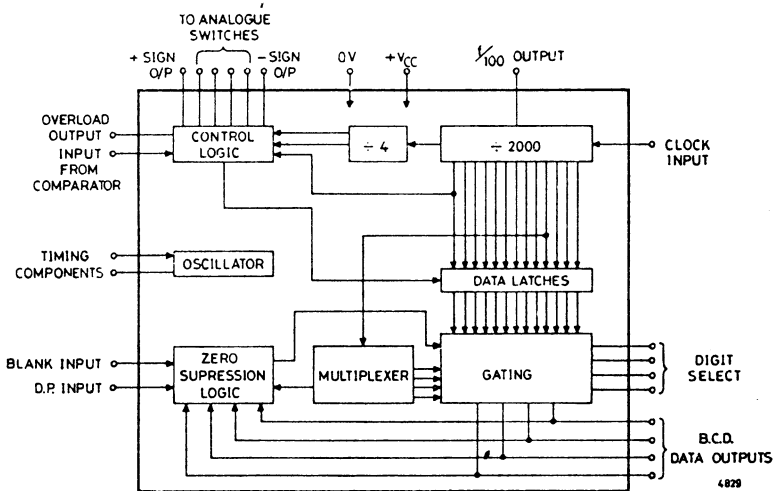 TO ANALOGUE
SWITCHES
+ SIGN
O/P
− SIGN
O/P
0V
+VCC
1/100 OUTPUT
OVERLOAD
OUTPUT
INPUT
FROM
COMPARATOR
CONTROL
LOGIC
÷ 4
÷ 2000
CLOCK
INPUT
TIMING
COMPONENTS
OSCILLATOR
DATA LATCHES
BLANK INPUT
D.P. INPUT
ZERO
SUPRESSION
LOGIC
MULTIPLEXER
GATING
DIGIT
SELECT
B.C.D.
DATA OUTPUTS
4829